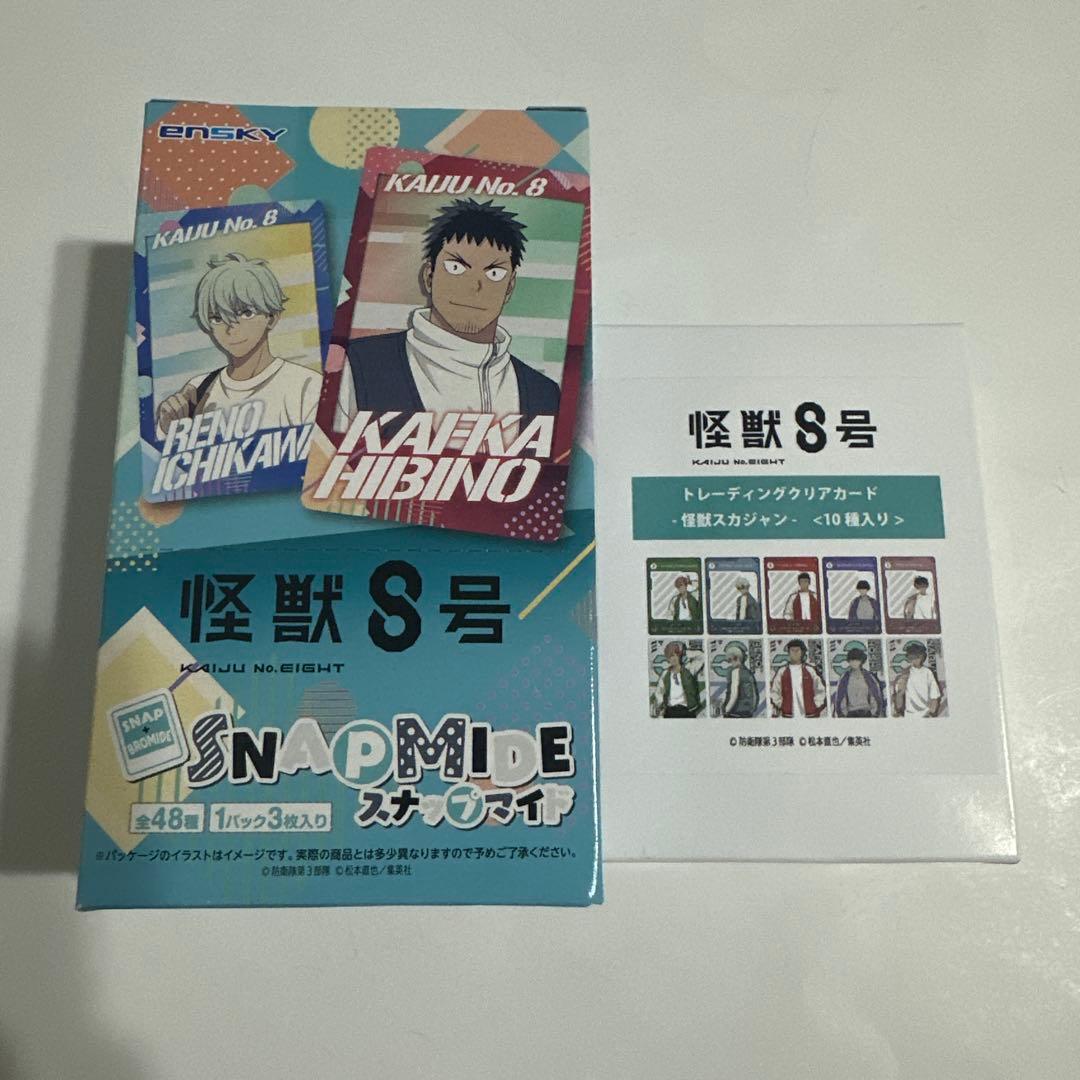 ensky
KAIJU No. 8
RENO
ICHIKAWA
KAIJU No. 8
KAFKA
HIBINO
怪獣8号
KAIJU No.EIGHT
SNAP
+
BROMIDE
SNAPMIDE
スナップマイド
全48種
1パック3枚入り
※パッケージのイラストはイメージです。実際の商品とは多少異なりますので予めご了承ください。
©防衛隊第3部隊 ©松本直也/集英社
怪獣8号
KAIJU No.EIGHT
トレーディングクリアカード
- 怪獣スカジャン - <10種入り>
©防衛隊第3部隊 ©松本直也/集英社